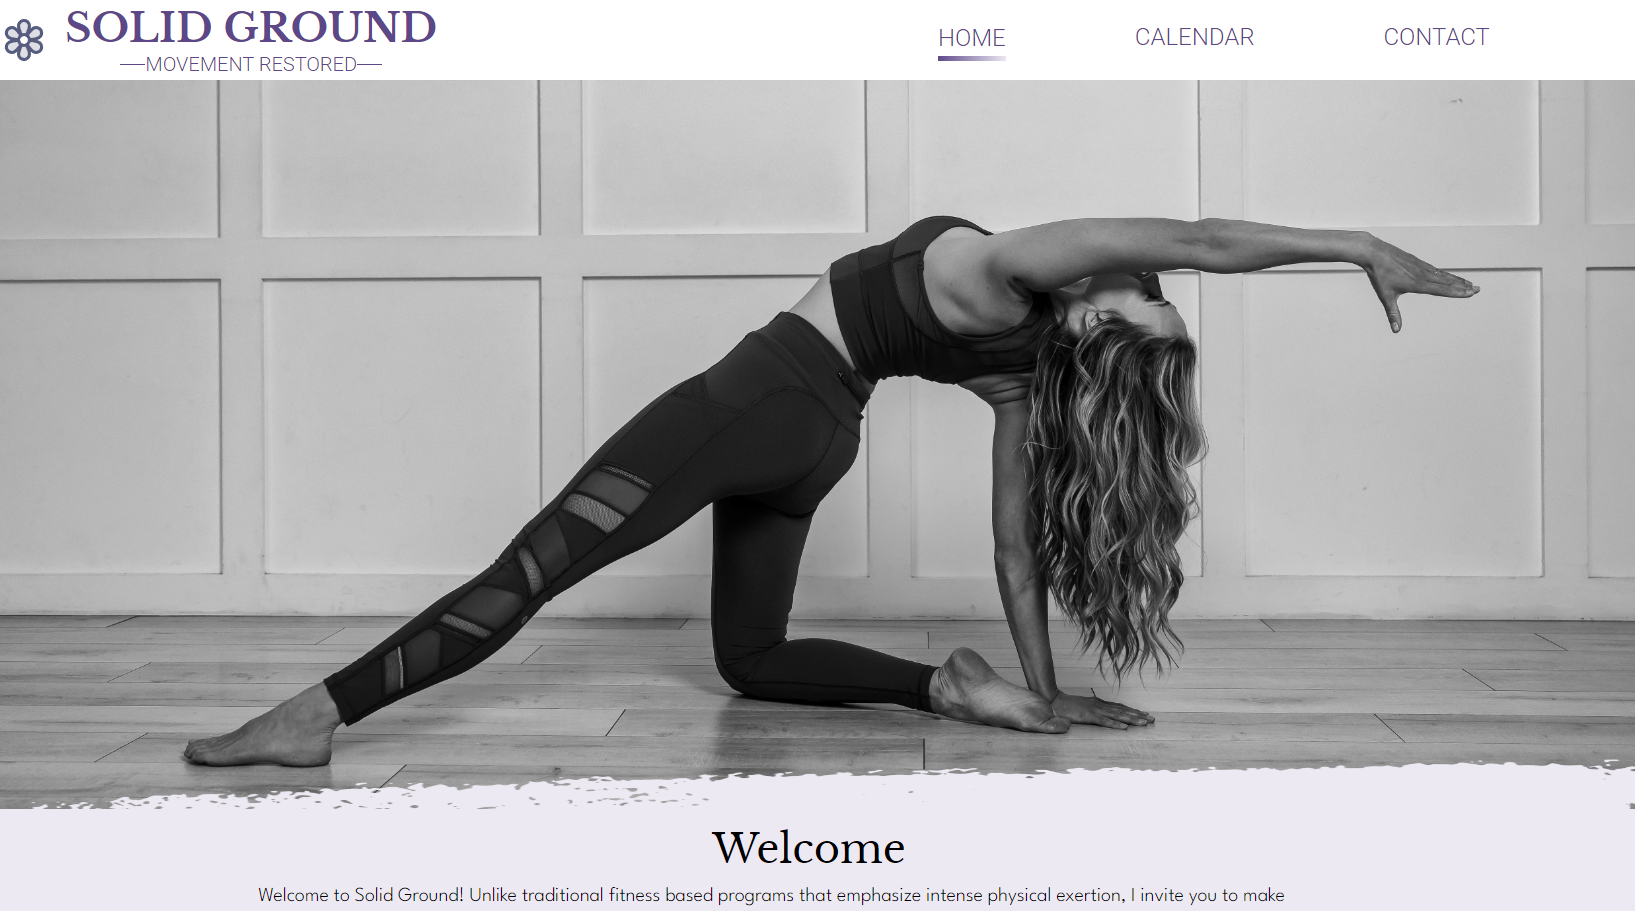 SOLID GROUND
MOVEMENT RESTORED
HOME
CALENDAR
CONTACT
Welcome
Welcome to Solid Ground! Unlike traditional fitness based programs that emphasize intense physical exertion, I invite you to make